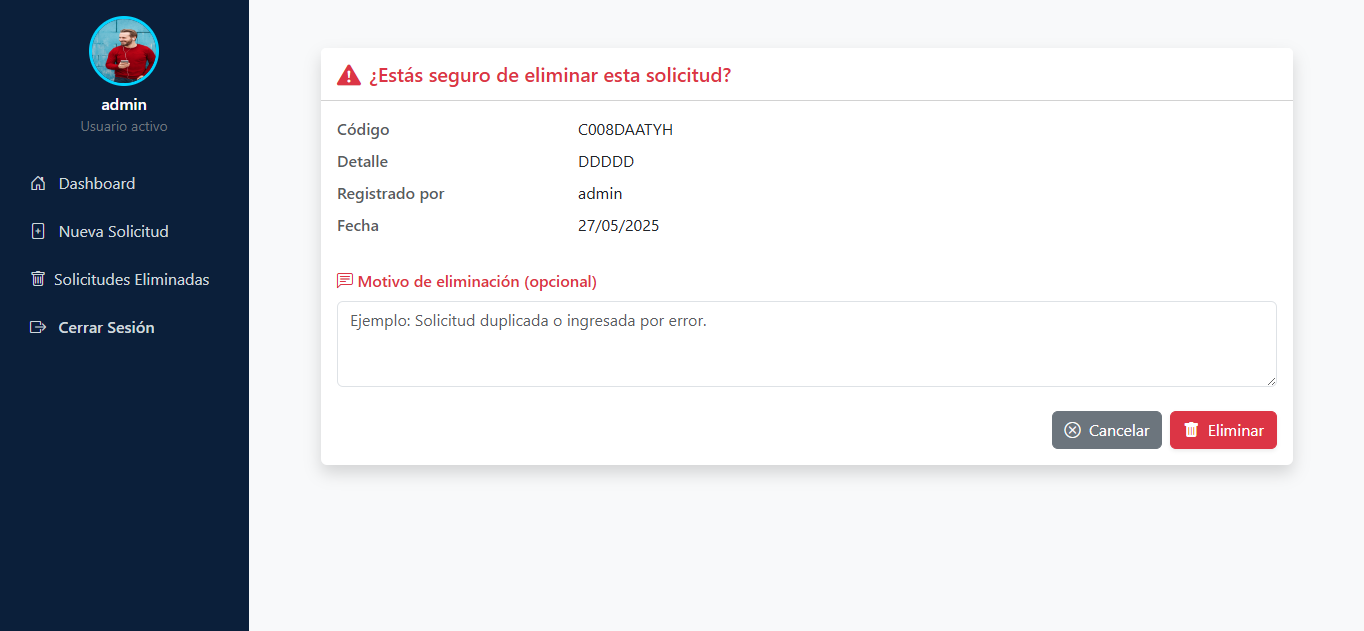 admin
Usuario activo
Dashboard
Nueva Solicitud
Solicitudes Eliminadas
Cerrar Sesión
¿Estás seguro de eliminar esta solicitud?
Código C008DAATYH
Detalle DDDDD
Registrado por admin
Fecha 27/05/2025
Motivo de eliminación (opcional)
Ejemplo: Solicitud duplicada o ingresada por error.
Cancelar Eliminar